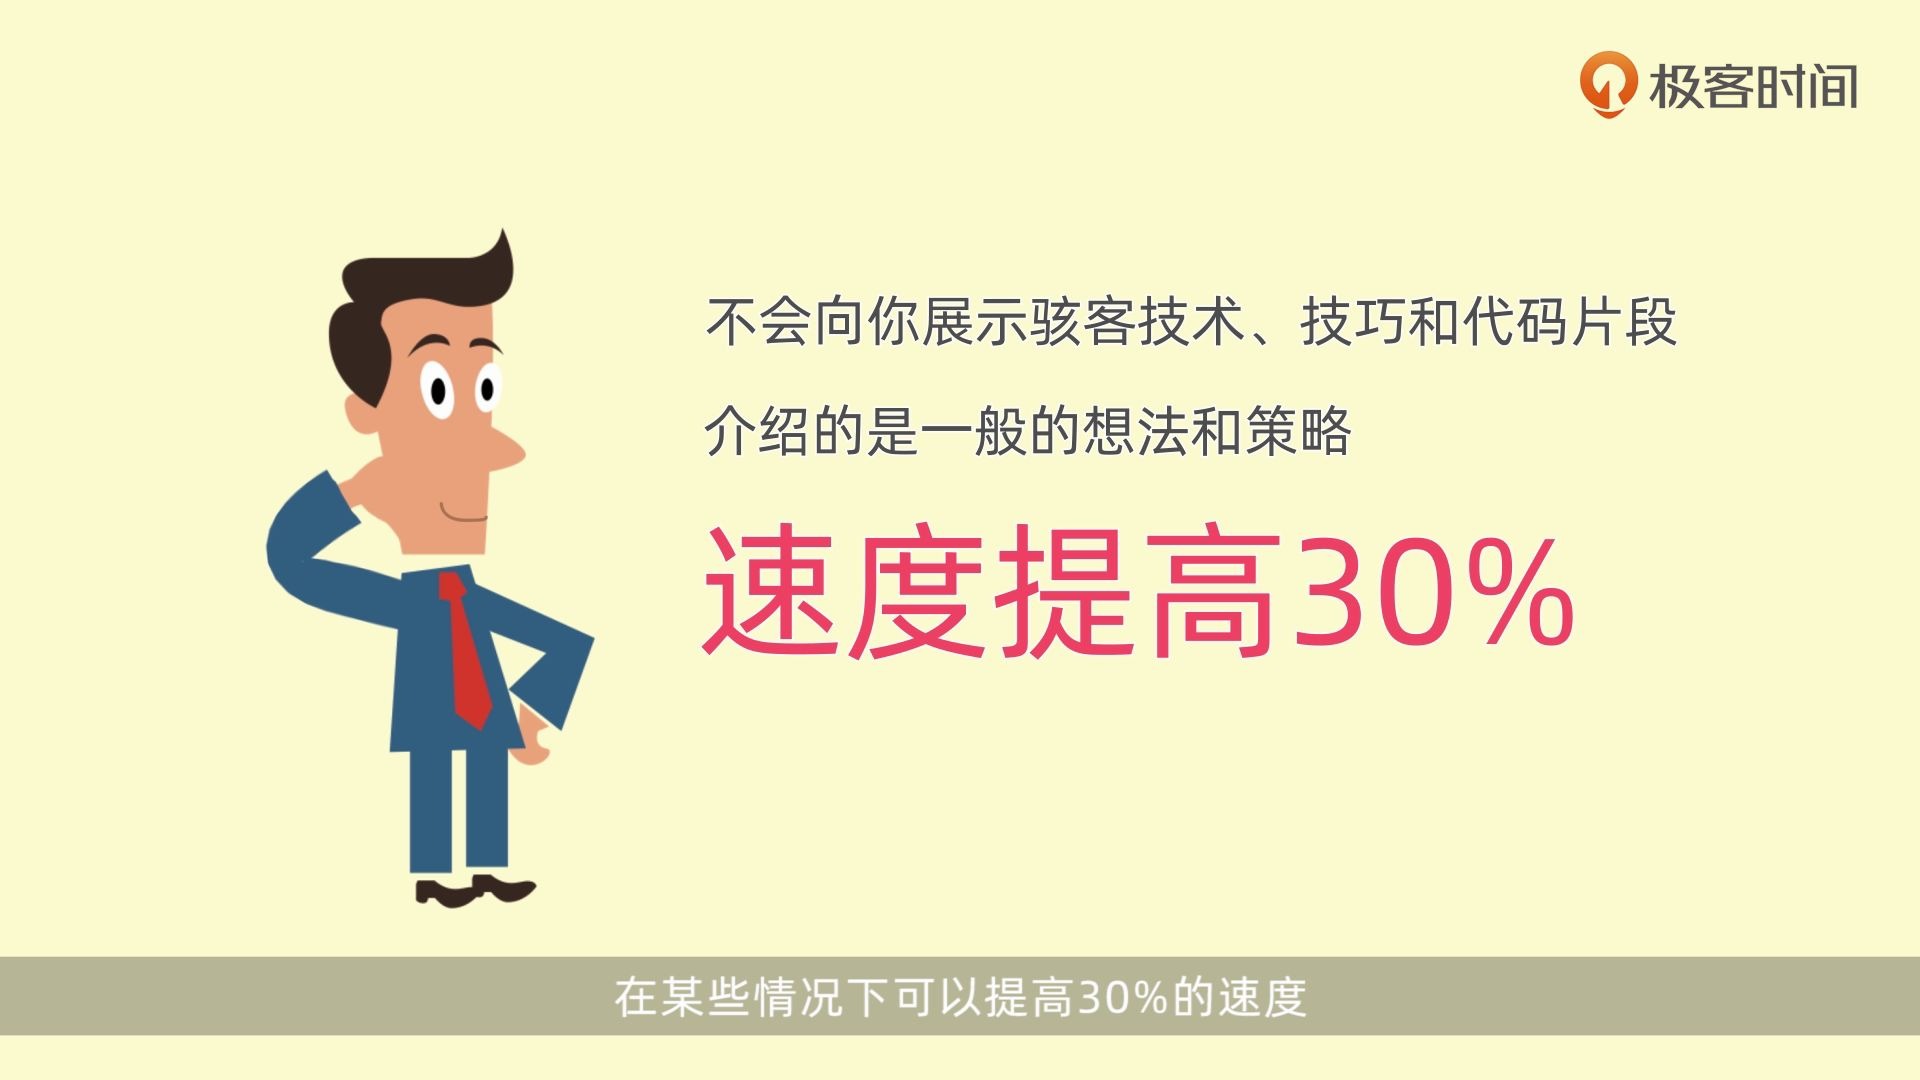 极客时间
不会向你展示骇客技术、技巧和代码片段
介绍的是一般的想法和策略
速度提高30%
在某些情况下可以提高30%的速度